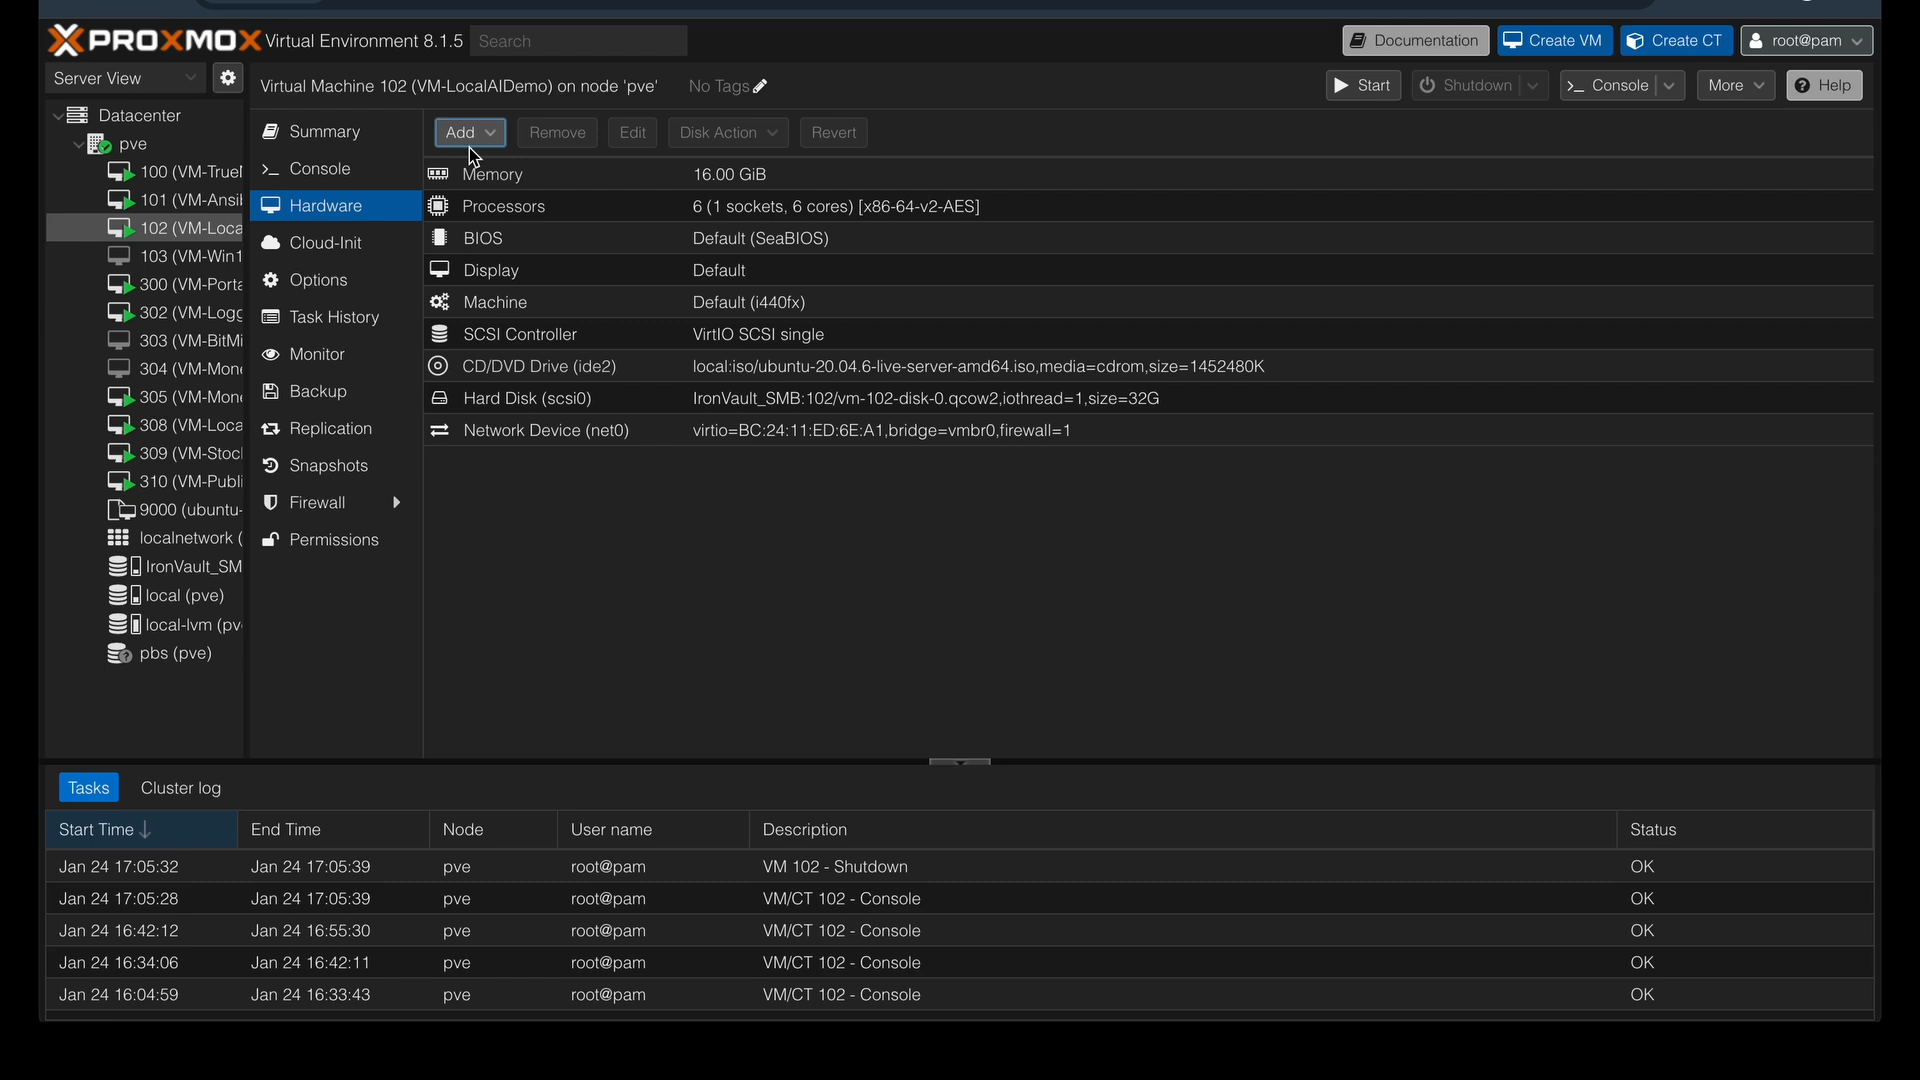 PROXMOX Virtual Environment 8.1.5 Search Documentation Create VM Create CT root@pam
Server View
Virtual Machine 102 (VM-LocalAIDemo) on node 'pve' No Tags Start Shutdown Console More Help
Datacenter
pve
100 (VM-TrueN
101 (VM-Ansib
102 (VM-Loca
103 (VM-Win1
300 (VM-Porta
302 (VM-Logg
303 (VM-BitMi
304 (VM-Mone
305 (VM-Mone
308 (VM-Loca
309 (VM-Stocl
310 (VM-Publi
9000 (ubuntu-
localnetwork (
IronVault_SM
local (pve)
local-lvm (pv
pbs (pve)
Summary
Console
Hardware
Cloud-Init
Options
Task History
Monitor
Backup
Replication
Snapshots
Firewall
Permissions
Add Remove Edit Disk Action Revert
Memory 16.00 GiB
Processors 6 (1 sockets, 6 cores) [x86-64-v2-AES]
BIOS Default (SeaBIOS)
Display Default
Machine Default (i440fx)
SCSI Controller VirtIO SCSI single
CD/DVD Drive (ide2) local:iso/ubuntu-20.04.6-live-server-amd64.iso,media=cdrom,size=1452480K
Hard Disk (scsi0) IronVault_SMB:102/vm-102-disk-0.qcow2,iothread=1,size=32G
Network Device (net0) virtio=BC:24:11:ED:6E:A1,bridge=vmbr0,firewall=1
Tasks Cluster log
Start Time End Time Node User name Description Status
Jan 24 17:05:32 Jan 24 17:05:39 pve root@pam VM 102 - Shutdown OK
Jan 24 17:05:28 Jan 24 17:05:39 pve root@pam VM/CT 102 - Console OK
Jan 24 16:42:12 Jan 24 16:55:30 pve root@pam VM/CT 102 - Console OK
Jan 24 16:34:06 Jan 24 16:42:11 pve root@pam VM/CT 102 - Console OK
Jan 24 16:04:59 Jan 24 16:33:43 pve root@pam VM/CT 102 - Console OK